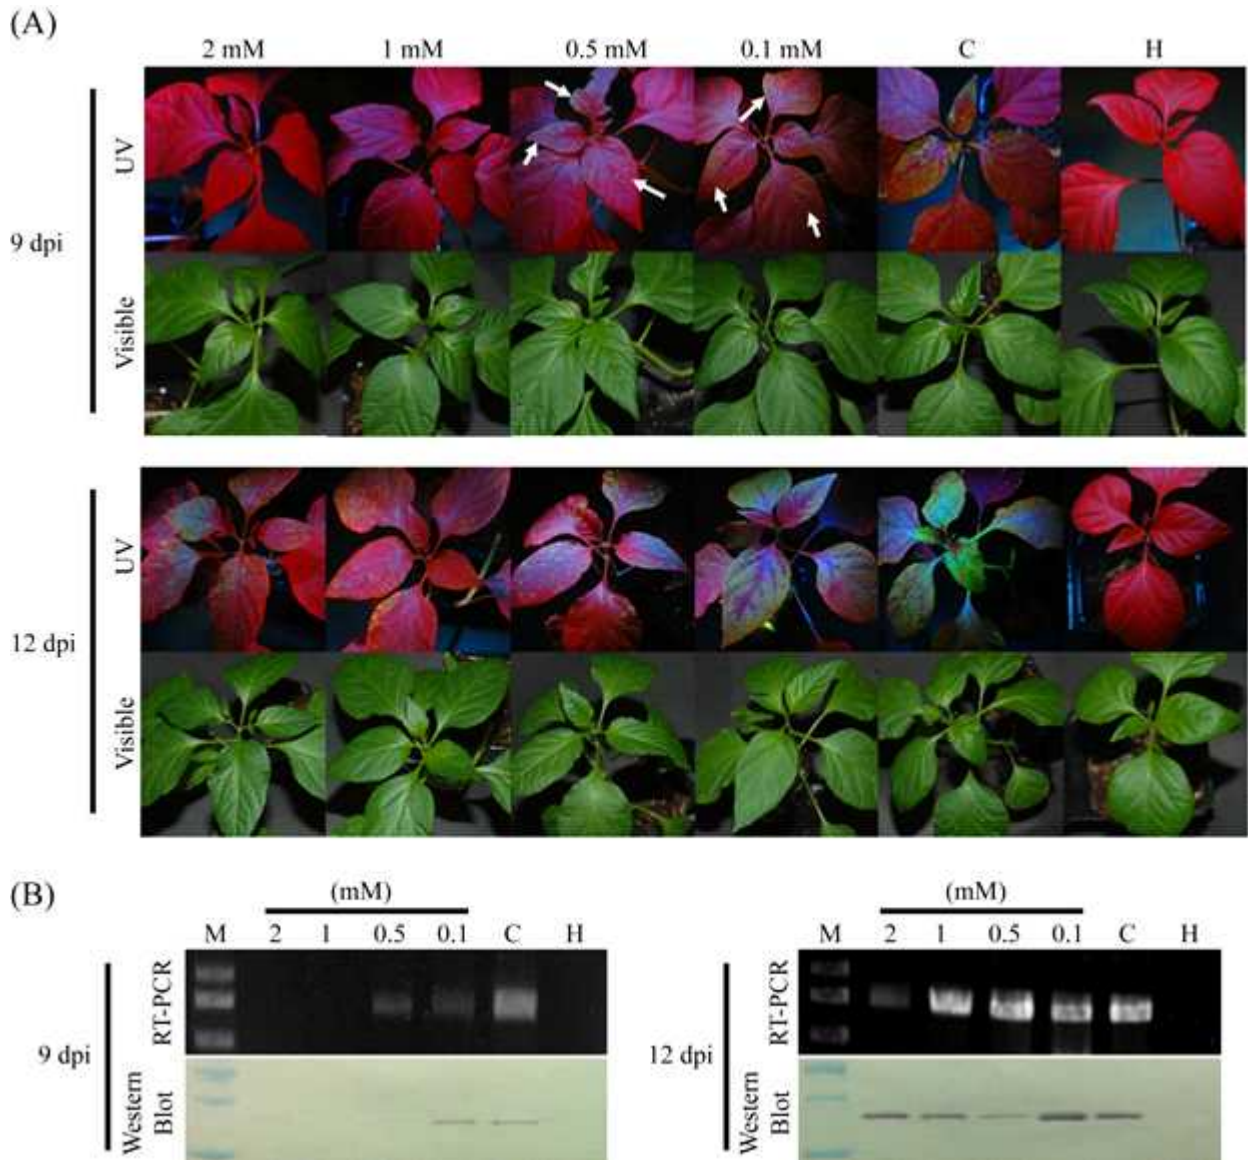 (A)
2 mM 1 mM 0.5 mM 0.1 mM C H
9 dpi
UV
Visible
12 dpi
UV
Visible
(B)
(mM) (mM)
M 2 1 0.5 0.1 C H M 2 1 0.5 0.1 C H
9 dpi
RT-PCR
Western
Blot
12 dpi
RT-PCR
Western
Blot